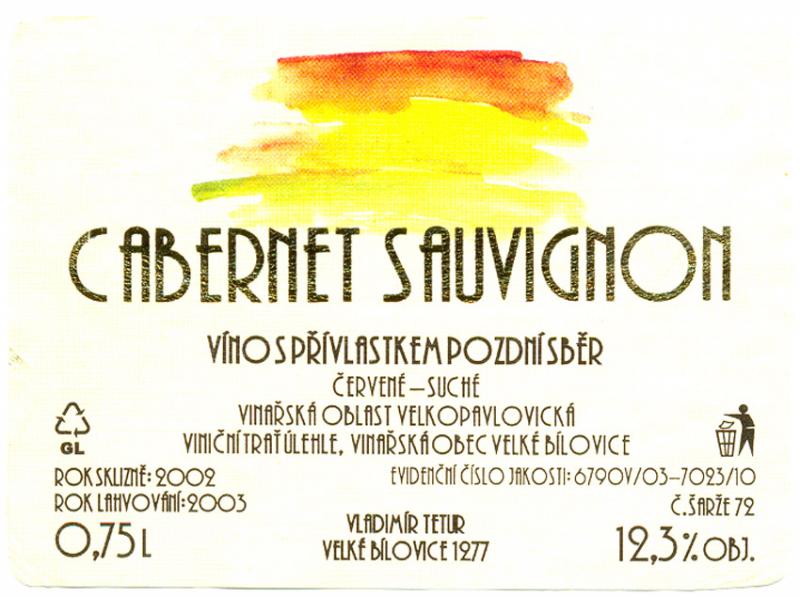 CABERNET SAUVIGNON
VÍNO S PŘÍVLASTKEM POZDNÍ SBĚR
ČERVENÉ – SUCHÉ
VINAŘSKÁ OBLAST VELKOPAVLOVICKÁ
VINIČNÍ TRAŤ ÚLEHLE, VINAŘSKÁ OBEC VELKÉ BÍLOVICE
GL
ROK SKLIZNĚ: 2002
EVIDENČNÍ ČÍSLO JAKOSTI: 6790V/03–7023/10
ROK LAHVOVÁNÍ: 2003
Č. ŠARŽE 72
0,75 L
VLADIMÍR TETUR
VELKÉ BÍLOVICE 1277
12,3 % OBJ.